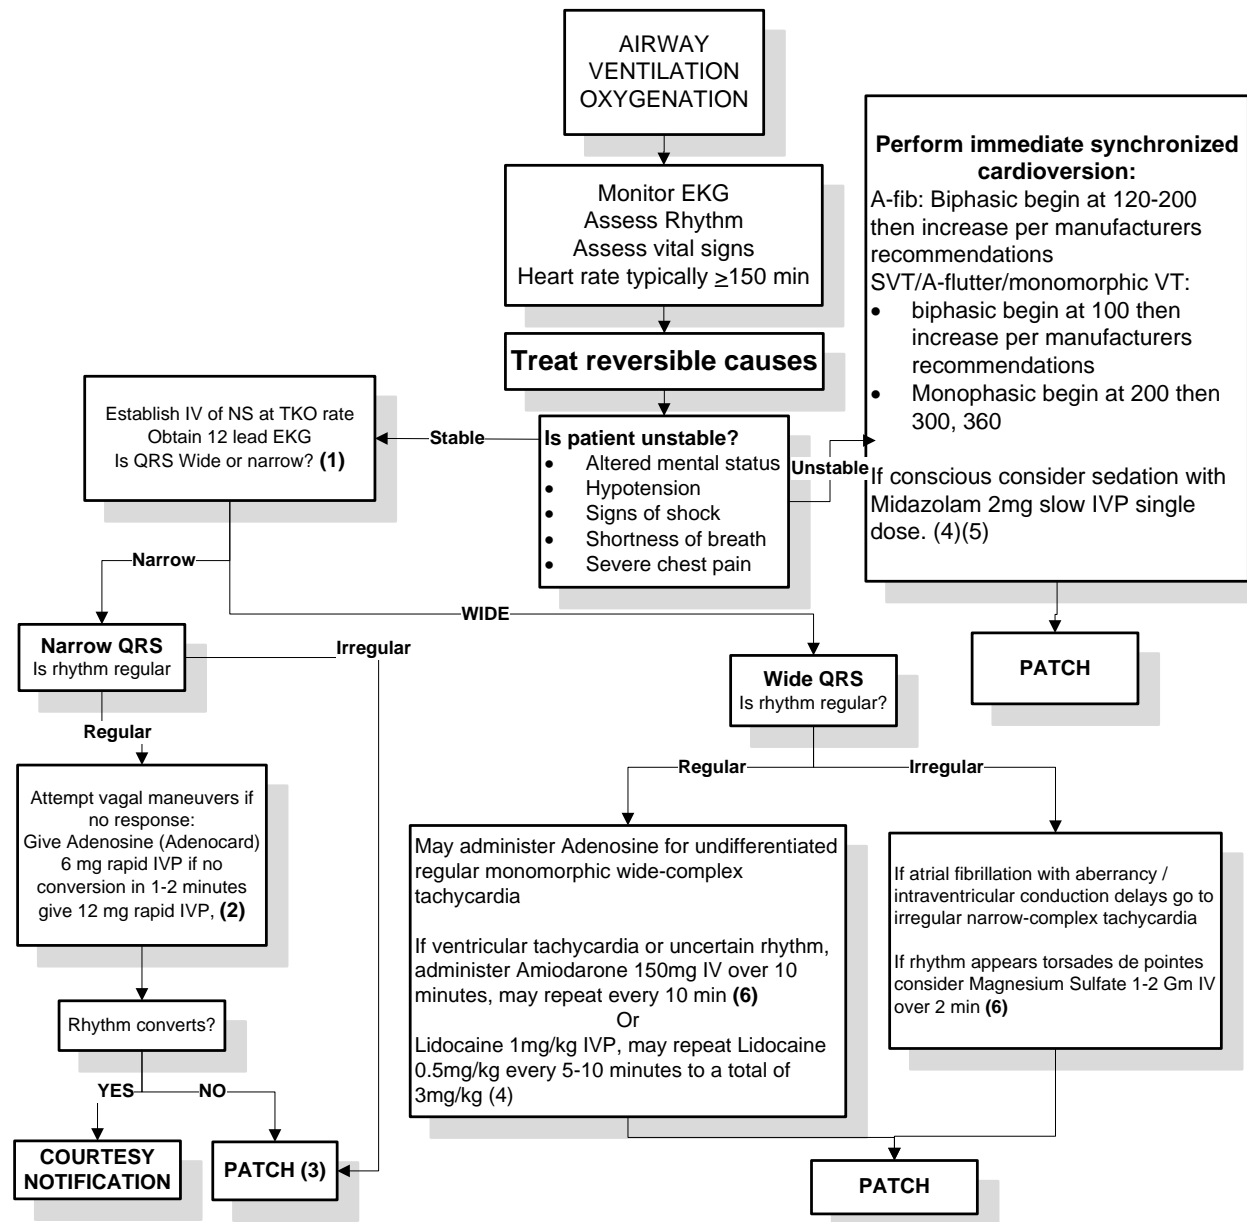 AIRWAY
VENTILATION
OXYGENATION
Monitor EKG
Assess Rhythm
Assess vital signs
Heart rate typically ≥150 min
Treat reversible causes
Is patient unstable?
• Altered mental status
• Hypotension
• Signs of shock
• Shortness of breath
• Severe chest pain
Stable
Unstable
Perform immediate synchronized
cardioversion:
A-fib: Biphasic begin at 120-200
then increase per manufacturers
recommendations
SVT/A-flutter/monomorphic VT:
• biphasic begin at 100 then
increase per manufacturers
recommendations
• Monophasic begin at 200 then
300, 360
If conscious consider sedation with
Midazolam 2mg slow IVP single
dose. (4)(5)
PATCH
Establish IV of NS at TKO rate
Obtain 12 lead EKG
Is QRS Wide or narrow? (1)
Narrow
WIDE
Narrow QRS
Is rhythm regular
Irregular
Regular
Attempt vagal maneuvers if
no response:
Give Adenosine (Adenocard)
6 mg rapid IVP if no
conversion in 1-2 minutes
give 12 mg rapid IVP, (2)
Rhythm converts?
YES
NO
COURTESY
NOTIFICATION
PATCH (3)
Wide QRS
Is rhythm regular?
Regular
Irregular
May administer Adenosine for undifferentiated
regular monomorphic wide-complex
tachycardia
If ventricular tachycardia or uncertain rhythm,
administer Amiodarone 150mg IV over 10
minutes, may repeat every 10 min (6)
Or
Lidocaine 1mg/kg IVP, may repeat Lidocaine
0.5mg/kg every 5-10 minutes to a total of
3mg/kg (4)
If atrial fibrillation with aberrancy /
intraventricular conduction delays go to
irregular narrow-complex tachycardia
If rhythm appears torsades de pointes
consider Magnesium Sulfate 1-2 Gm IV
over 2 min (6)
PATCH